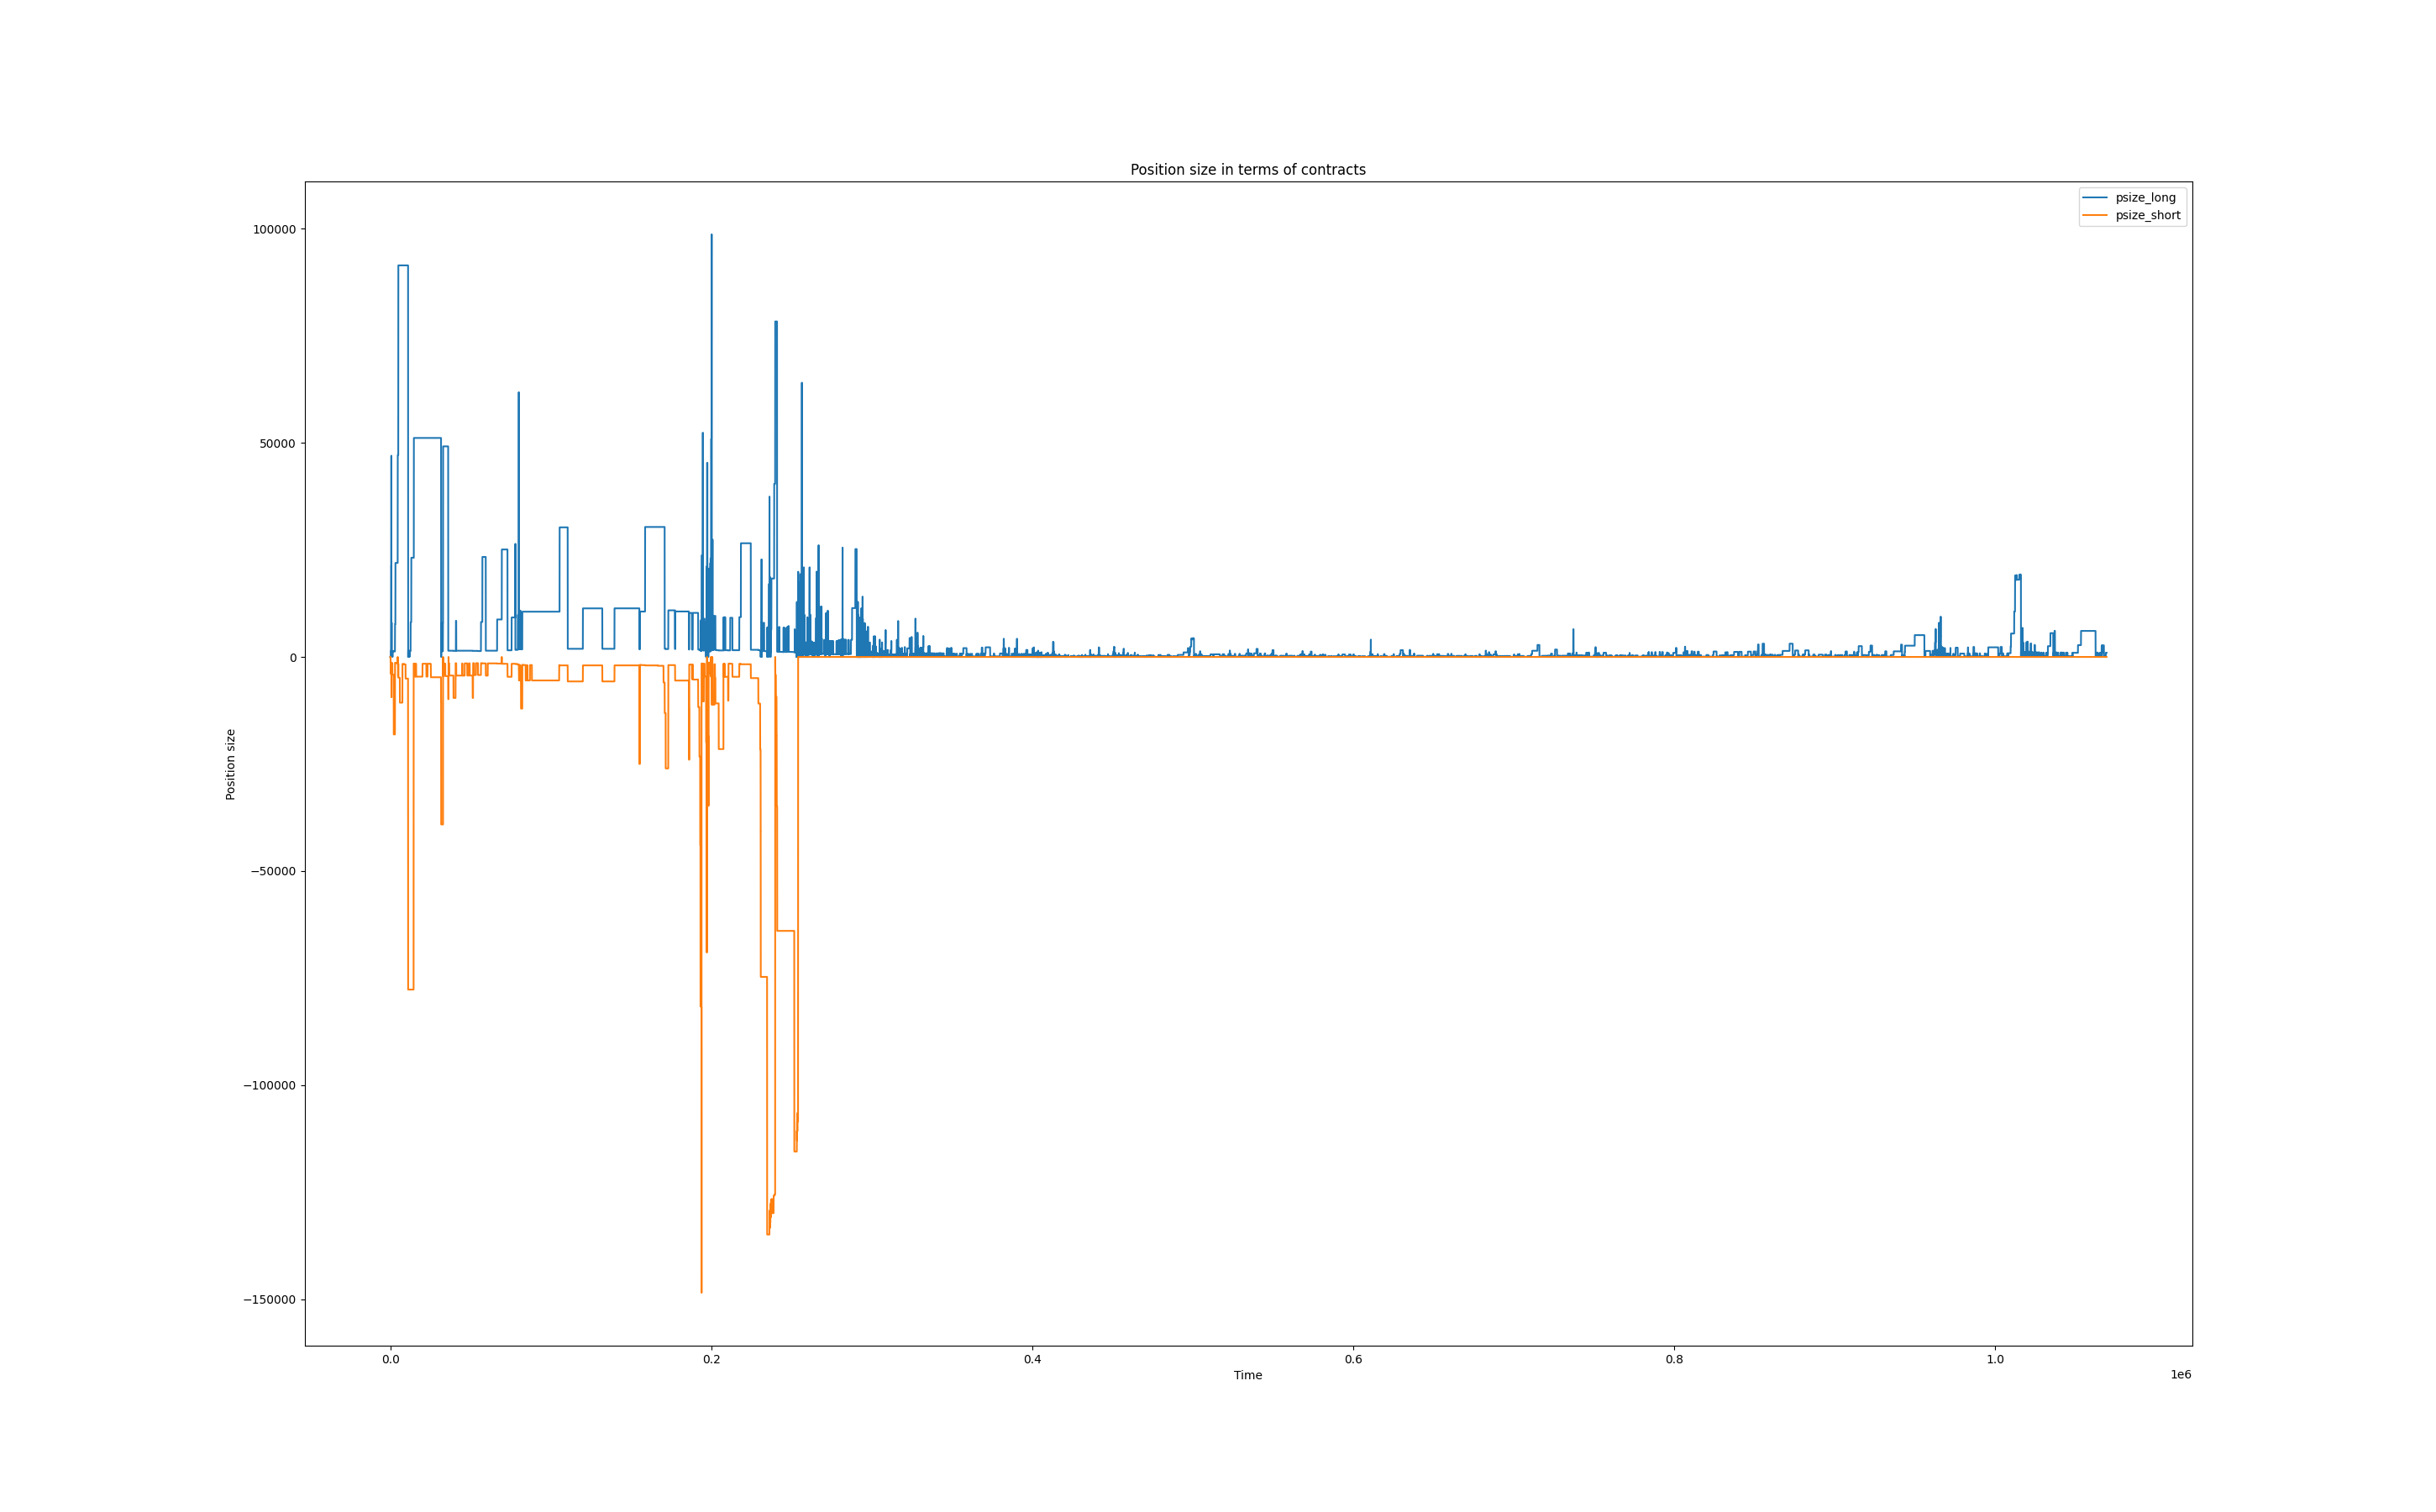 Position size in terms of contracts
psize_long
psize_short
100000
50000
0
−50000
−100000
−150000
Position size
0.0 0.2 0.4 0.6 0.8 1.0
Time
1e6